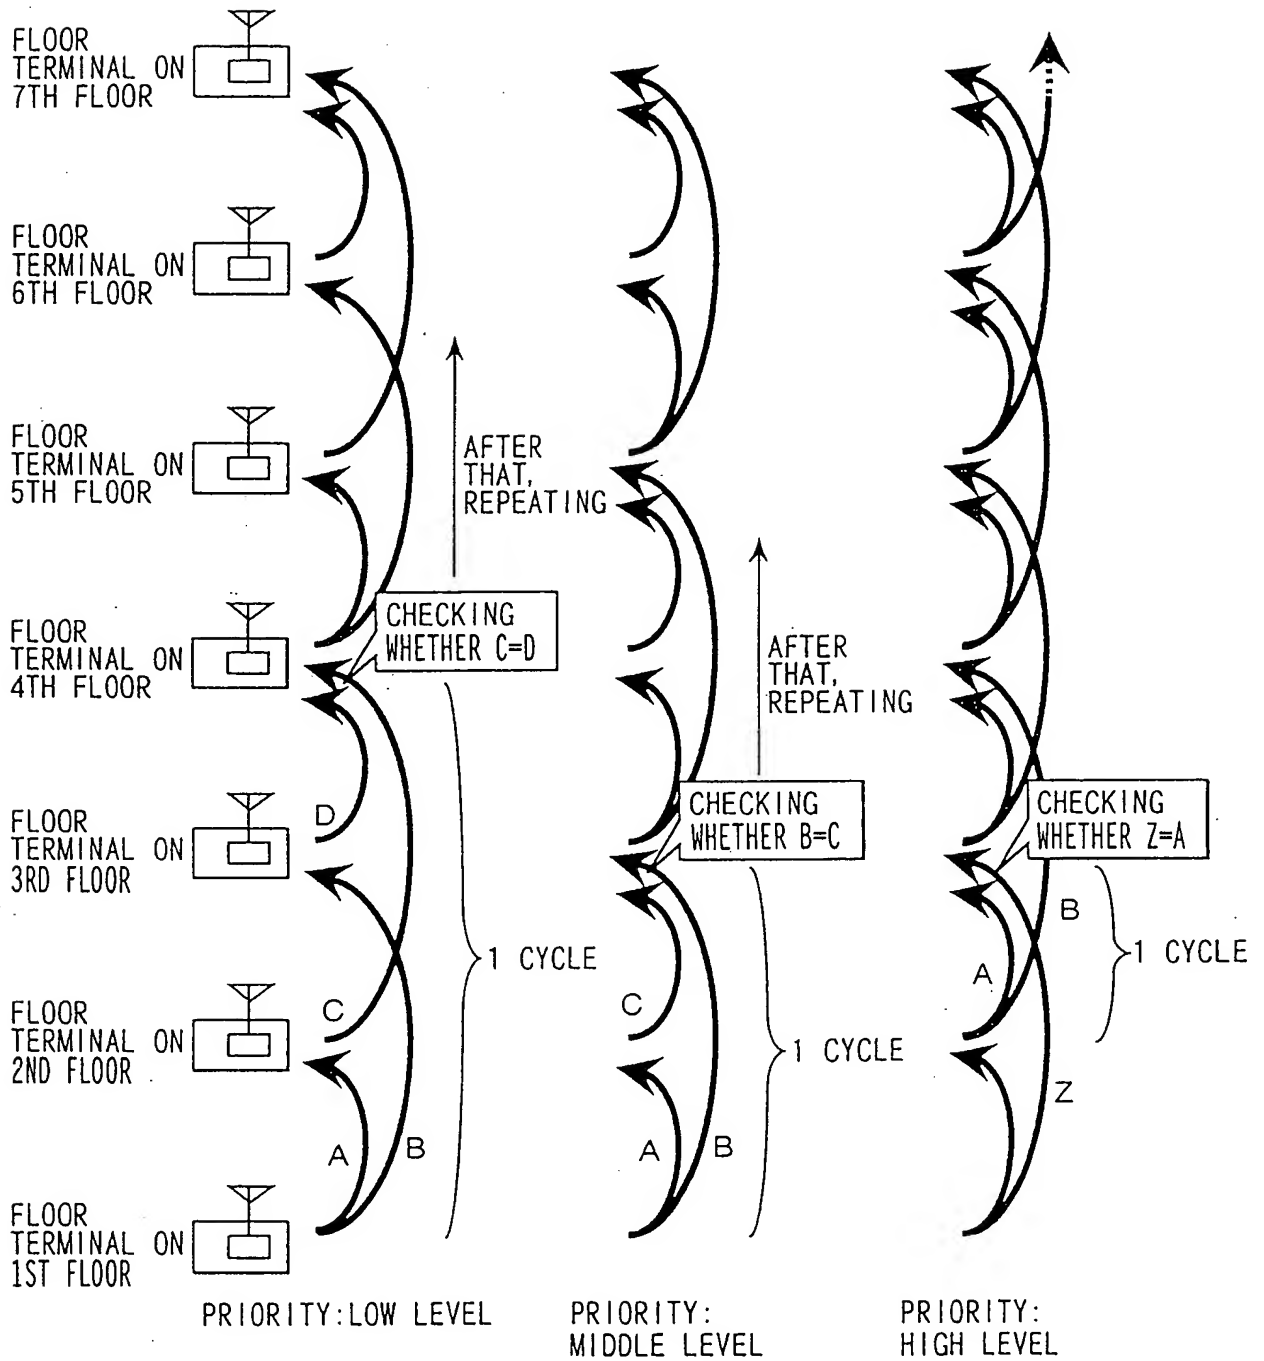 FLOOR
TERMINAL ON
7TH FLOOR
FLOOR
TERMINAL ON
6TH FLOOR
FLOOR
TERMINAL ON
5TH FLOOR
AFTER
THAT,
REPEATING
FLOOR
TERMINAL ON
4TH FLOOR
CHECKING
WHETHER C=D
AFTER
THAT,
REPEATING
FLOOR
TERMINAL ON
3RD FLOOR
D
CHECKING
WHETHER B=C
CHECKING
WHETHER Z=A
B
1 CYCLE
A
1 CYCLE
FLOOR
TERMINAL ON
2ND FLOOR
C
C
1 CYCLE
Z
A
B
A
B
FLOOR
TERMINAL ON
1ST FLOOR
PRIORITY:LOW LEVEL
PRIORITY:
MIDDLE LEVEL
PRIORITY:
HIGH LEVEL